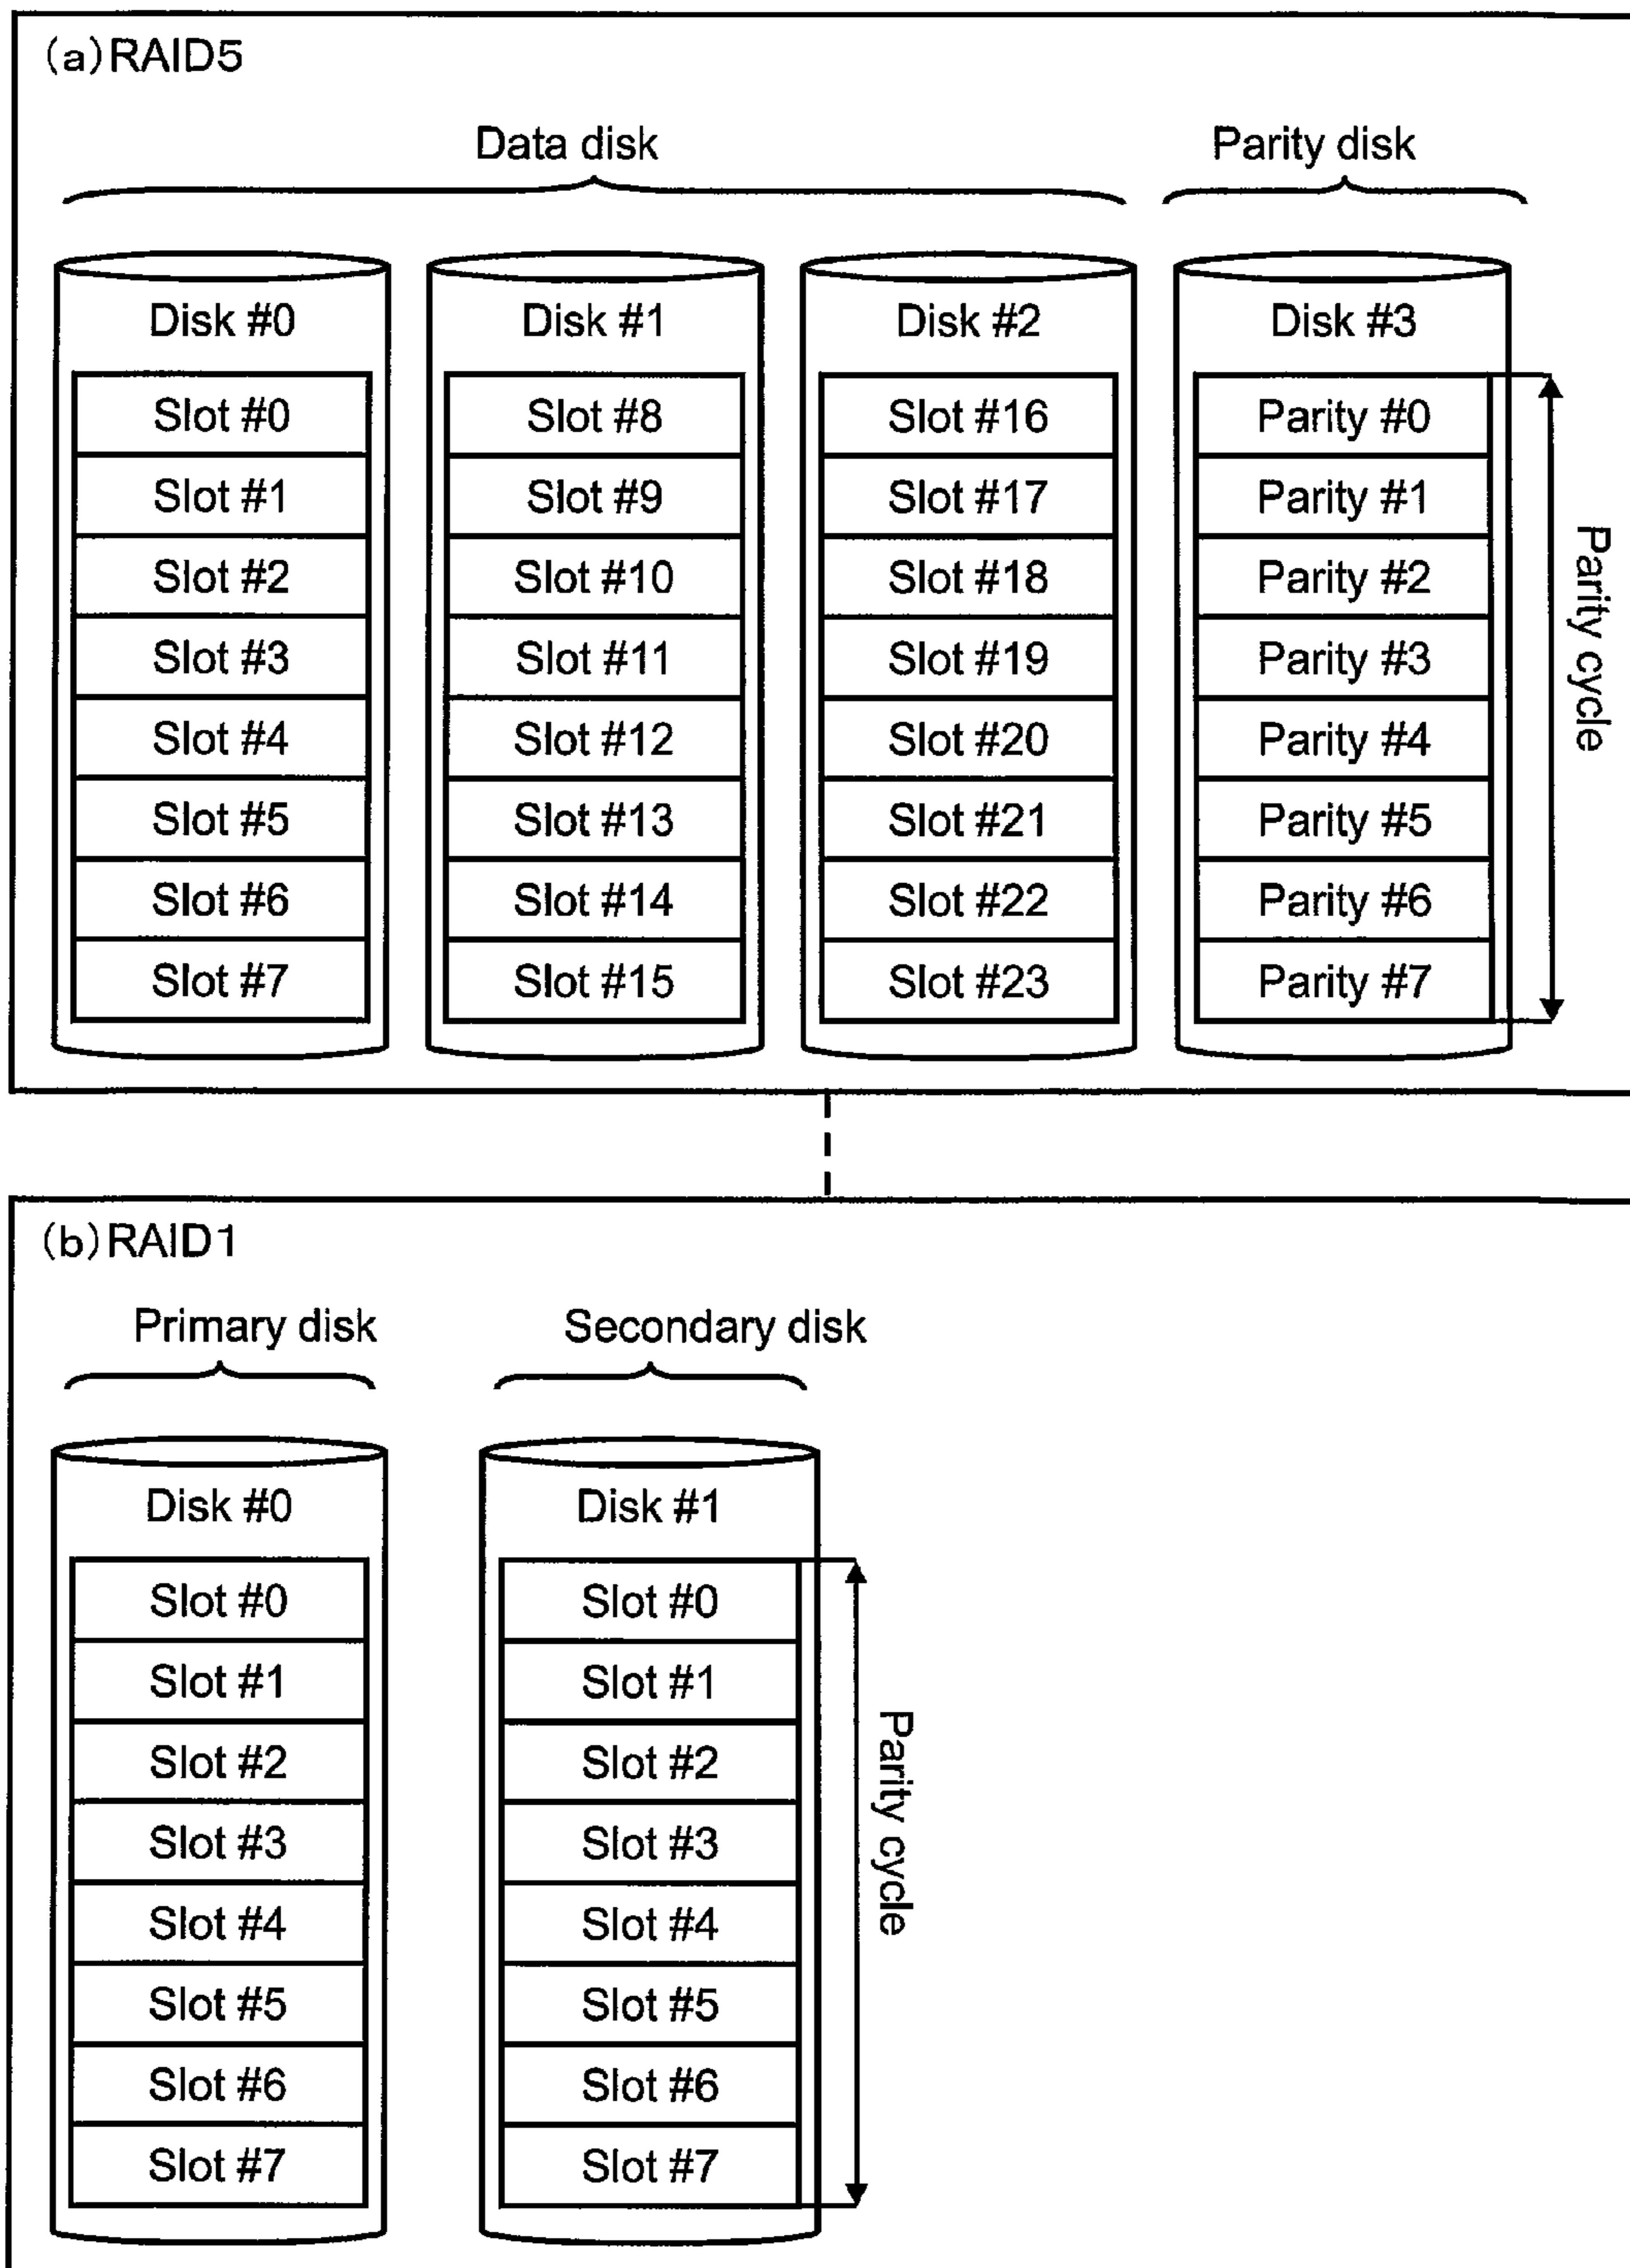 (a)RAID5
Data disk Parity disk
Disk #0 Disk #1 Disk #2 Disk #3
Slot #0 Slot #8 Slot #16 Parity #0
Slot #1 Slot #9 Slot #17 Parity #1
Slot #2 Slot #10 Slot #18 Parity #2
Slot #3 Slot #11 Slot #19 Parity #3
Slot #4 Slot #12 Slot #20 Parity #4
Slot #5 Slot #13 Slot #21 Parity #5
Slot #6 Slot #14 Slot #22 Parity #6
Slot #7 Slot #15 Slot #23 Parity #7
Parity cycle
(b)RAID1
Primary disk Secondary disk
Disk #0 Disk #1
Slot #0 Slot #0
Slot #1 Slot #1
Slot #2 Slot #2
Slot #3 Slot #3
Slot #4 Slot #4
Slot #5 Slot #5
Slot #6 Slot #6
Slot #7 Slot #7
Parity cycle